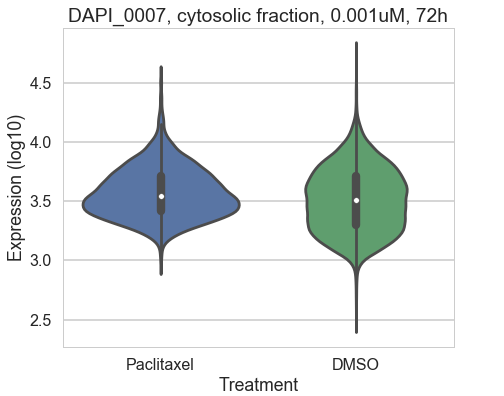 DAPI_0007, cytosolic fraction, 0.001uM, 72h
Expression (log10)
4.5
4.0
3.5
3.0
2.5
Paclitaxel DMSO
Treatment